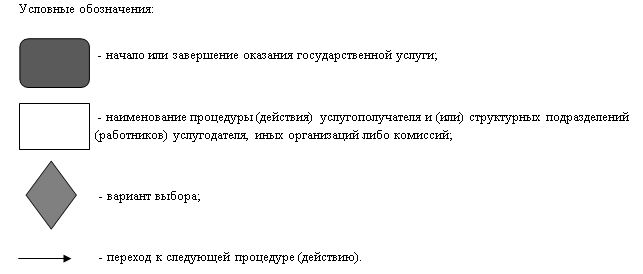 Условные обозначения:
- начало или завершение оказания государственной услуги;
- наименование процедуры (действия) услугополучателя и (или) структурных подразделений
(работников) услугодателя, иных организаций либо комиссий;
- вариант выбора;
- переход к следующей процедуре (действию).